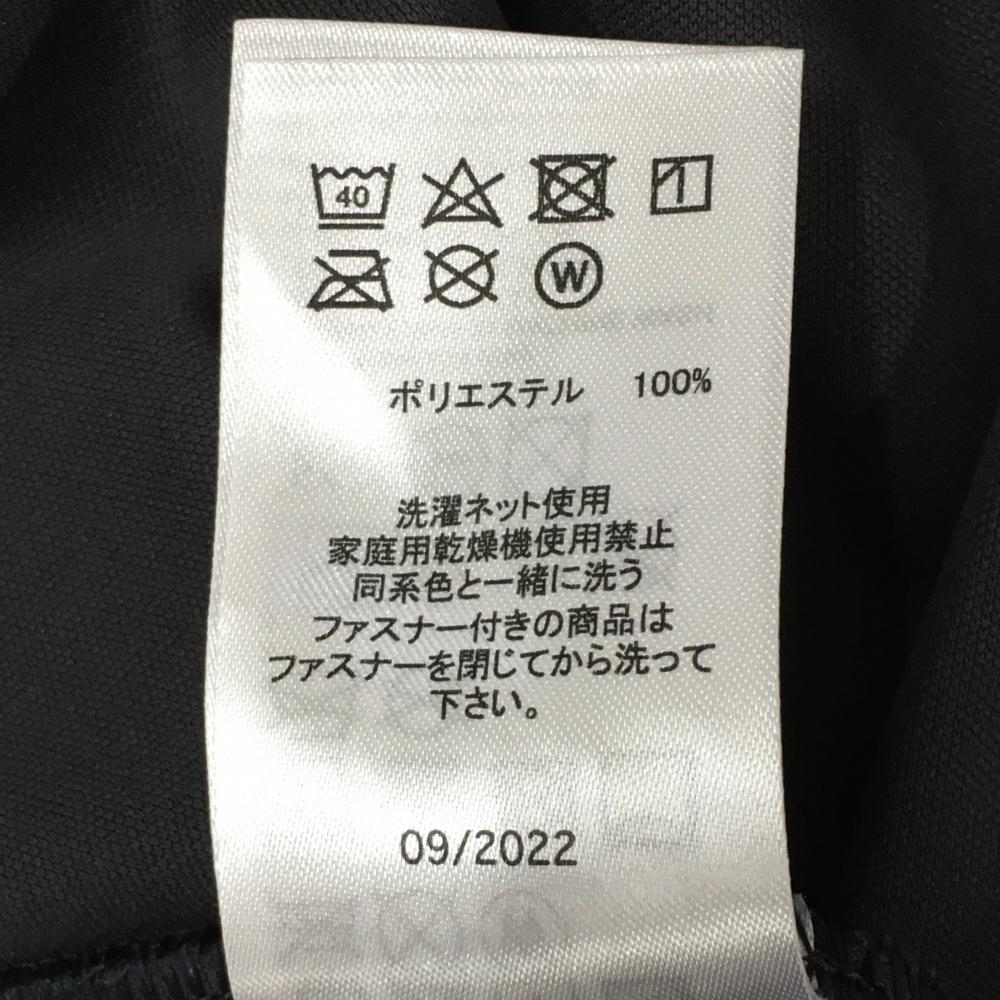 40
W
ポリエステル 100%
洗濯ネット使用
家庭用乾燥機使用禁止
同系色と一緒に洗う
ファスナー付きの商品は
ファスナーを閉じてから洗って
下さい。
09/2022